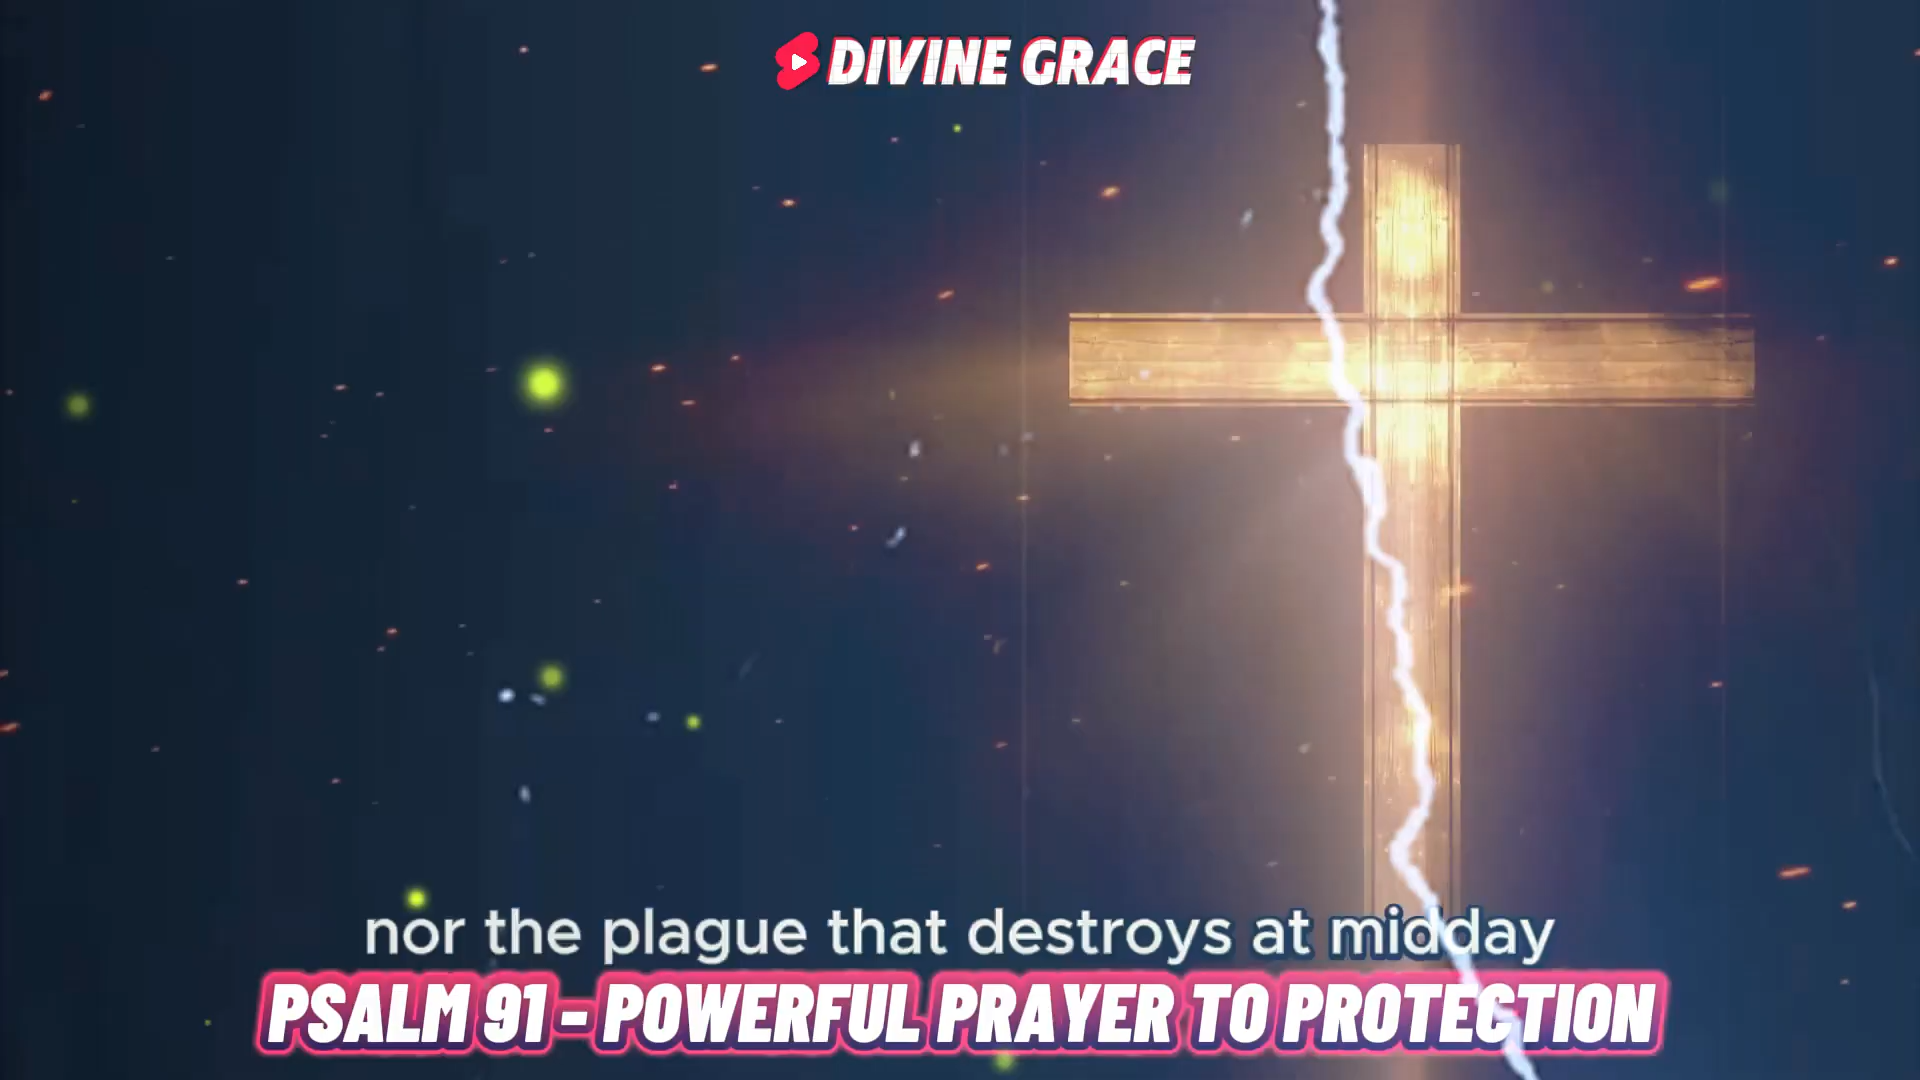 DIVINE GRACE
nor the plague that destroys at midday
PSALM 91 - POWERFUL PRAYER TO PROTECTION